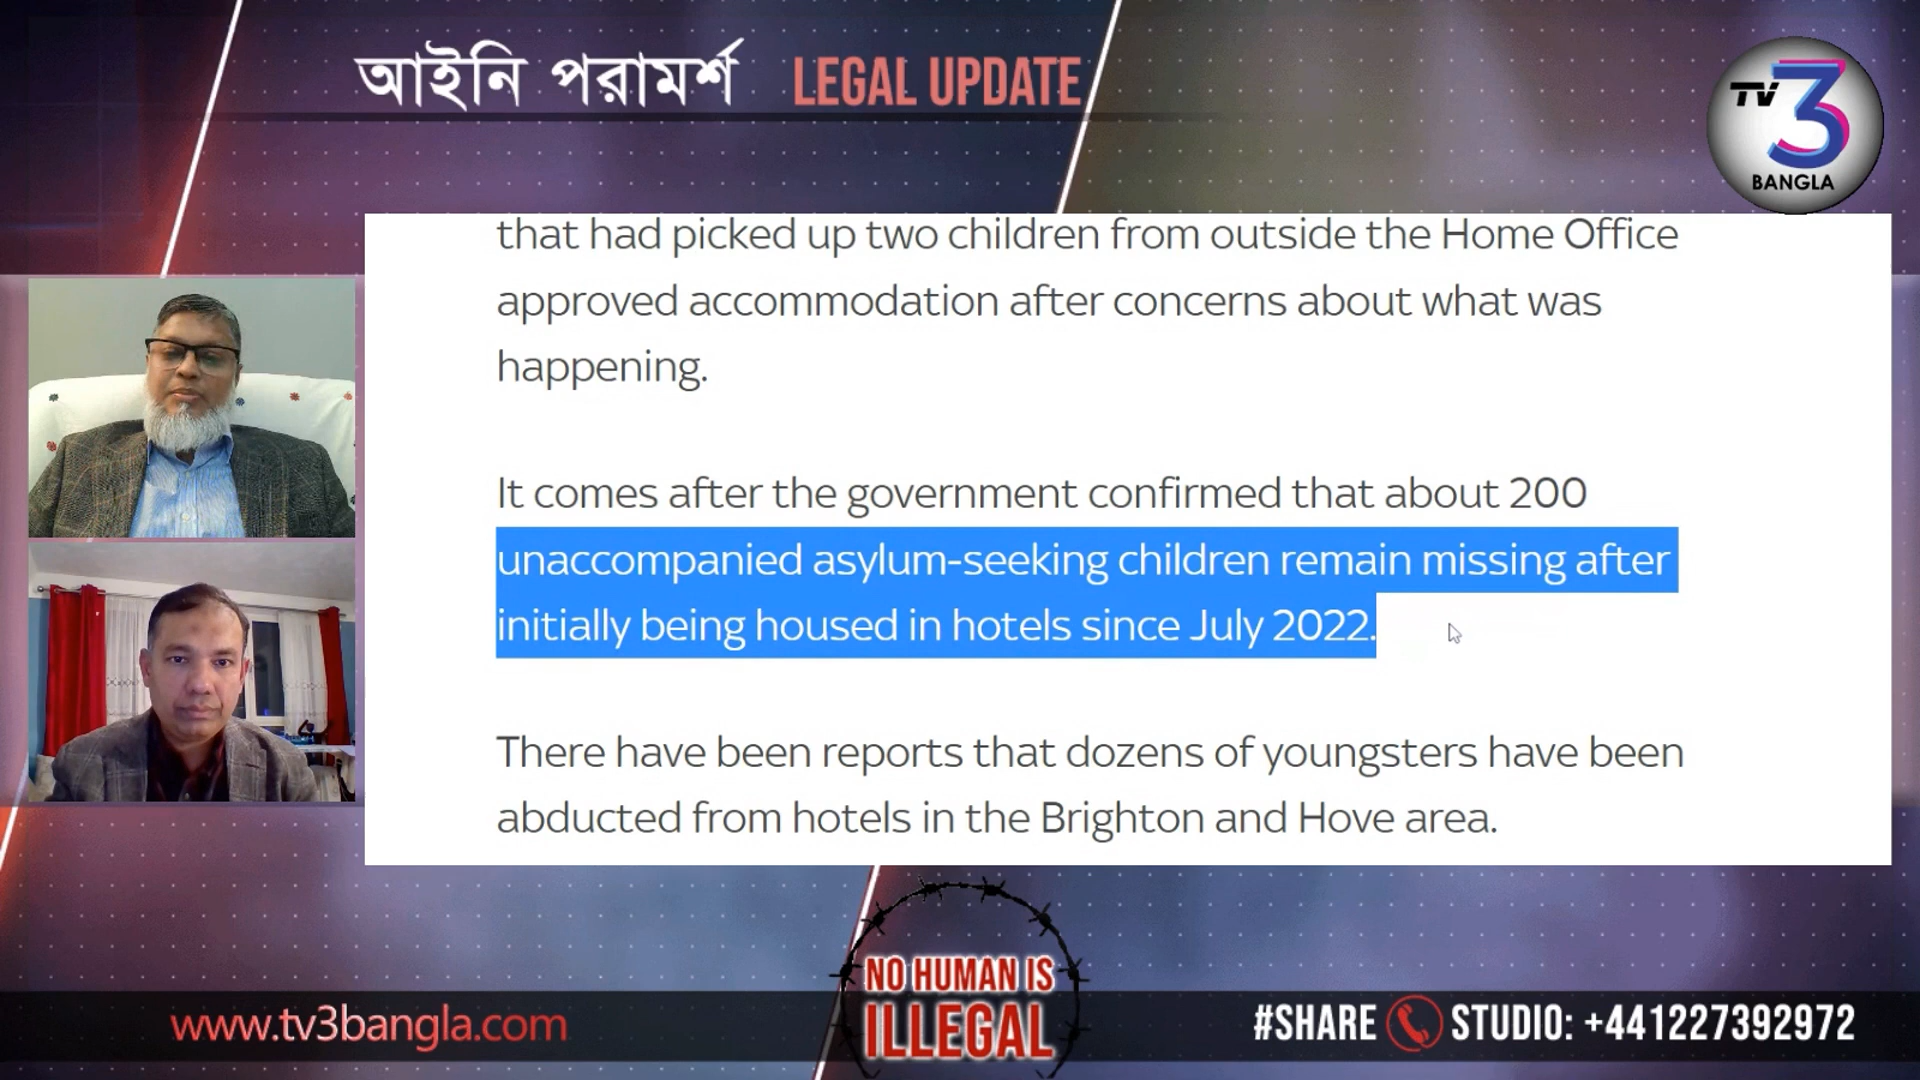 আইনি পরামর্শ LEGAL UPDATE
TV3
BANGLA
that had picked up two children from outside the Home Office
approved accommodation after concerns about what was
happening.
It comes after the government confirmed that about 200
unaccompanied asylum-seeking children remain missing after
initially being housed in hotels since July 2022.
There have been reports that dozens of youngsters have been
abducted from hotels in the Brighton and Hove area.
NO HUMAN IS
ILLEGAL
www.tv3bangla.com
#SHARE STUDIO: +441227392972